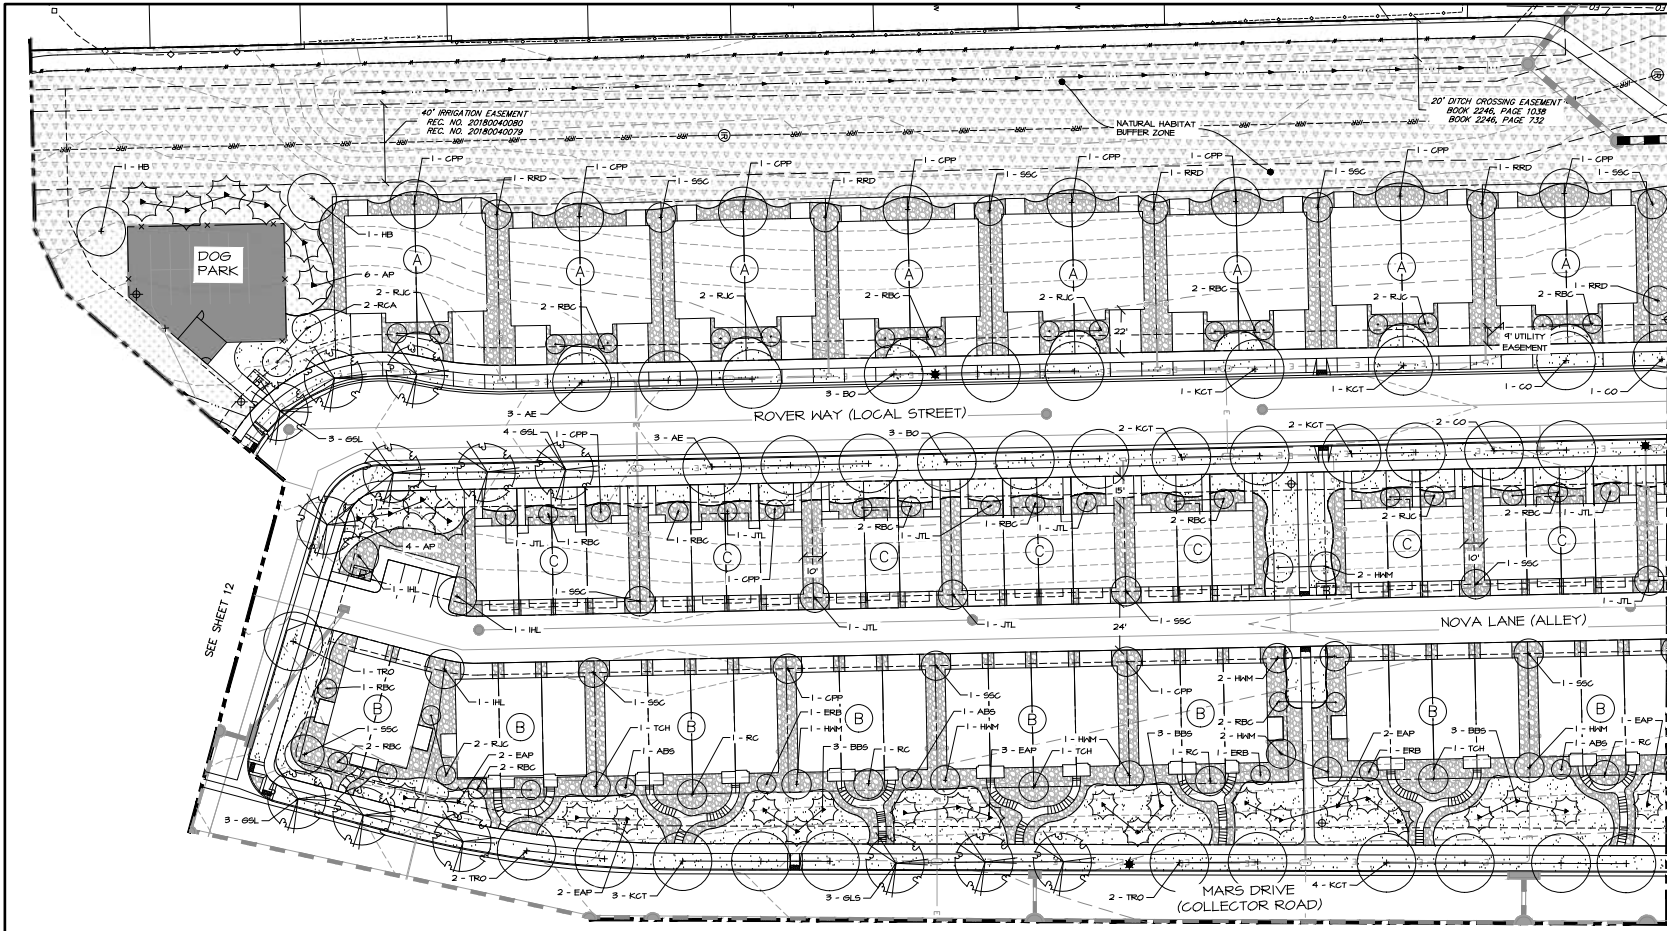 40' IRRIGATION EASEMENT
REC. NO. 20180040080
REC. NO. 20180040079
20' DITCH CROSSING EASEMENT
BOOK 2246, PAGE 1038
BOOK 2246, PAGE 732
NATURAL HABITAT
BUFFER ZONE
1 - HB
1 - CPP
1 - CPP
1 - CPP
1 - CPP
1 - CPP
1 - CPP
1 - CPP
1 - CPP
1 - RRD
1 - SSC
1 - RRD
1 - SSC
1 - RRD
1 - SSC
1 - RRD
1 - SSC
1 - HB
DOG
PARK
A
A
A
A
A
A
A
A
6 - AP
2 - RJC
2 - RCA
2 - RBC
2 - RJC
2 - RBC
2 - RJC
2 - RBC
2 - RJC
2 - RBC
1 - RRD
22'
9' UTILITY
EASEMENT
3 - AE
3 - BO
1 - KCT
1 - KCT
1 - CO
1 - CO
ROVER WAY (LOCAL STREET)
3 - GSL
4 - GSL
1 - CPP
3 - AE
3 - BO
2 - KCT
2 - KCT
2 - CO
15'
4 - AP
1 - JTL
1 - RBC
1 - RBC
1 - JTL
1 - CPP
2 - RBC
1 - JTL
1 - RBC
1 - JTL
2 - RBC
2 - RJC
2 - RBC
1 - JTL
C
C
C
C
C
C
C
10'
10'
1 - IHL
1 - SSC
2 - HWM
1 - SSC
1 - IHL
1 - JTL
1 - JTL
1 - SSC
1 - JTL
24'
NOVA LANE (ALLEY)
SEE SHEET 12
1 - TRO
1 - RBC
1 - SSC
2 - RBC
1 - IHL
2 - RJC
2 - EAP
2 - RBC
1 - SSC
1 - TCH
1 - ABS
1 - RC
1 - CPP
1 - ERB
1 - HWM
3 - BBS
1 - RC
1 - SSC
1 - ABS
1 - HWM
3 - EAP
1 - HWM
1 - TCH
1 - CPP
3 - BBS
1 - RC
2 - HWM
2 - RBC
2 - HWM
1 - ERB
2 - EAP
1 - ERB
3 - BBS
1 - TCH
1 - SSC
1 - HWM
1 - ABS
1 - EAP
1 - RC
B
B
B
B
B
B
B
B
3 - GSL
2 - TRO
2 - EAP
3 - KCT
3 - GLS
2 - TRO
4 - KCT
MARS DRIVE
(COLLECTOR ROAD)